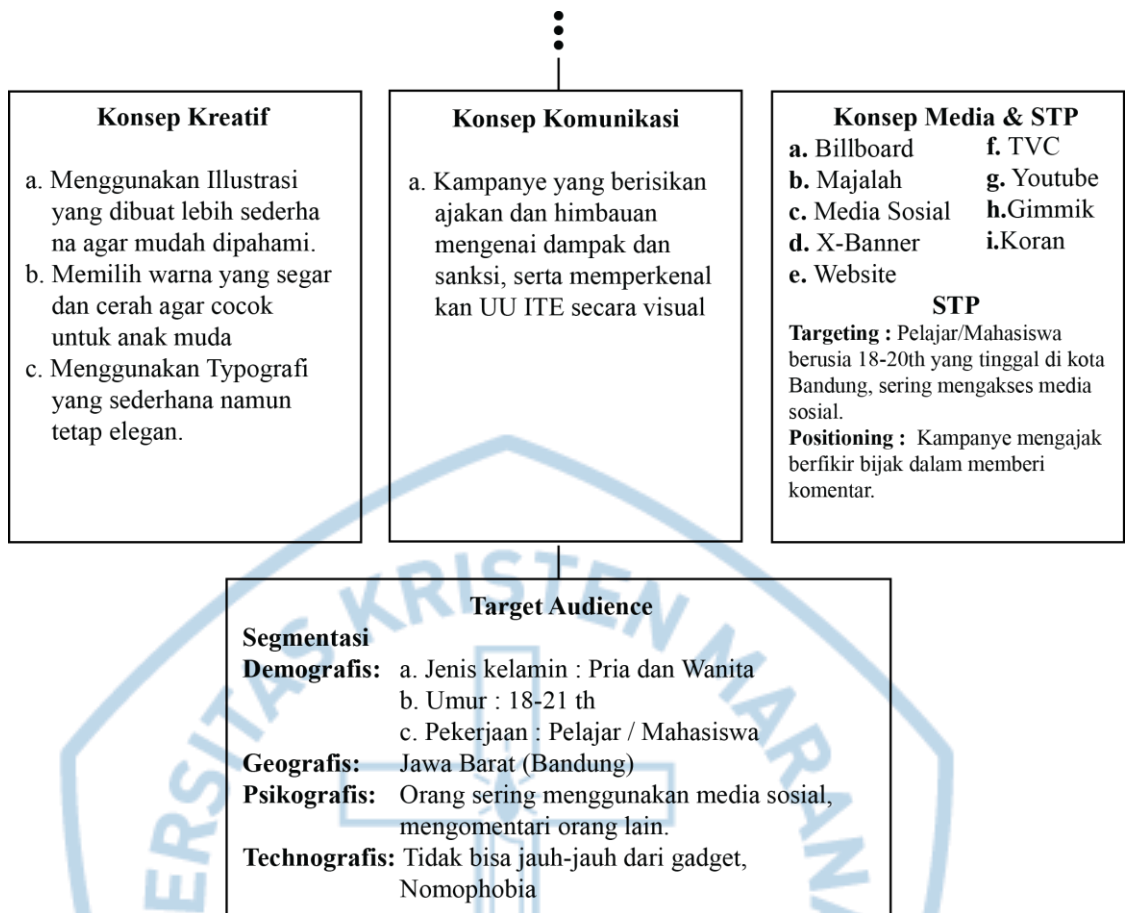 Konsep Kreatif
a. Menggunakan Illustrasi
yang dibuat lebih sederha
na agar mudah dipahami.
b. Memilih warna yang segar
dan cerah agar cocok
untuk anak muda
c. Menggunakan Typografi
yang sederhana namun
tetap elegan.
Konsep Komunikasi
a. Kampanye yang berisikan
ajakan dan himbauan
mengenai dampak dan
sanksi, serta memperkenal
kan UU ITE secara visual
Konsep Media & STP
a. Billboard
b. Majalah
c. Media Sosial
d. X-Banner
e. Website
f. TVC
g. Youtube
h.Gimmik
i.Koran
STP
Targeting : Pelajar/Mahasiswa
berusia 18-20th yang tinggal di kota
Bandung, sering mengakses media
sosial.
Positioning : Kampanye mengajak
berfikir bijak dalam memberi
komentar.
Target Audience
Segmentasi
Demografis: a. Jenis kelamin : Pria dan Wanita
b. Umur : 18-21 th
c. Pekerjaan : Pelajar / Mahasiswa
Geografis: Jawa Barat (Bandung)
Psikografis: Orang sering menggunakan media sosial,
mengomentari orang lain.
Technografis: Tidak bisa jauh-jauh dari gadget,
Nomophobia
ERSITAS KRISTEN MARANA